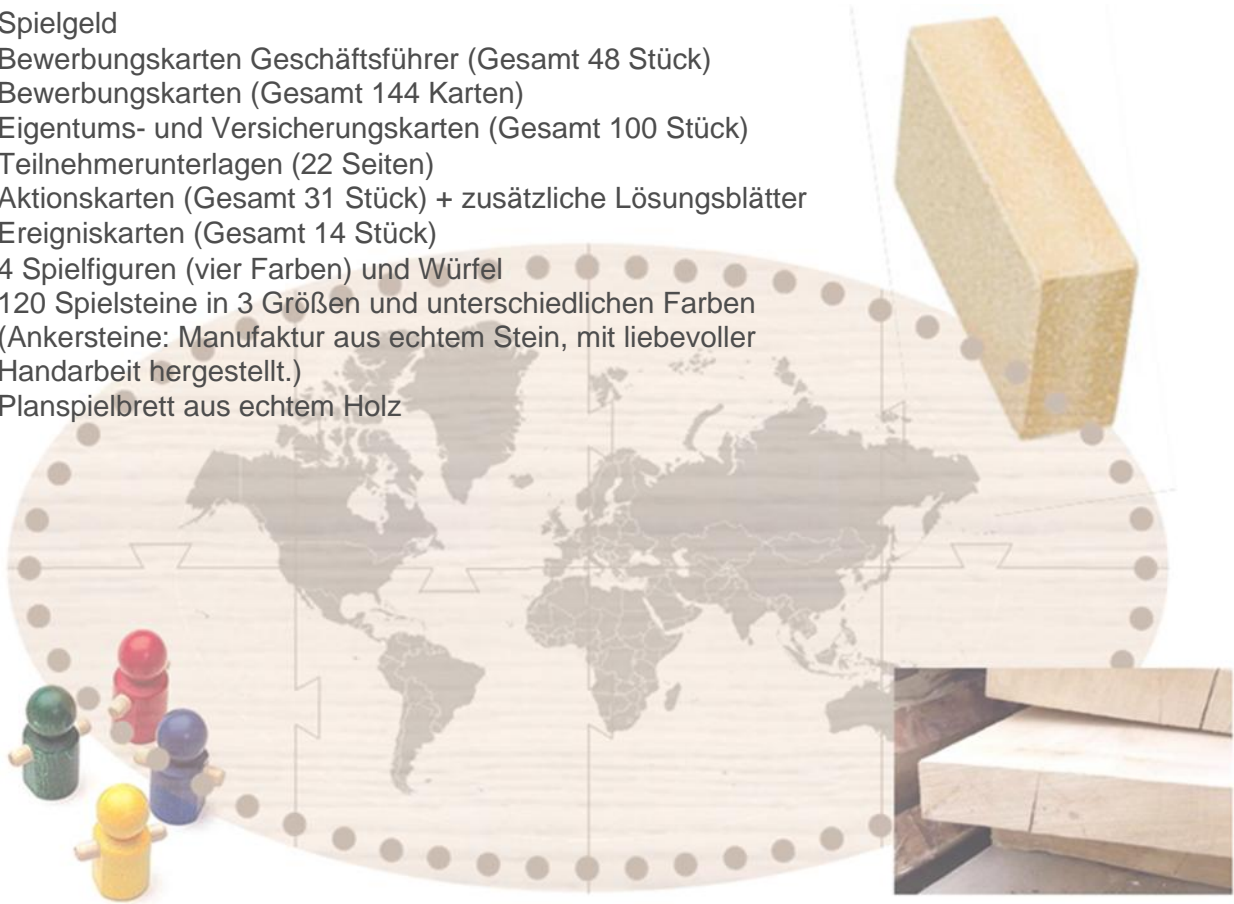 Spielgeld
Bewerbungskarten Geschäftsführer (Gesamt 48 Stück)
Bewerbungskarten (Gesamt 144 Karten)
Eigentums- und Versicherungskarten (Gesamt 100 Stück)
Teilnehmerunterlagen (22 Seiten)
Aktionskarten (Gesamt 31 Stück) + zusätzliche Lösungsblätter
Ereigniskarten (Gesamt 14 Stück)
4 Spielfiguren (vier Farben) und Würfel
120 Spielsteine in 3 Größen und unterschiedlichen Farben
(Ankersteine: Manufaktur aus echtem Stein, mit liebevoller
Handarbeit hergestellt.)
Planspielbrett aus echtem Holz